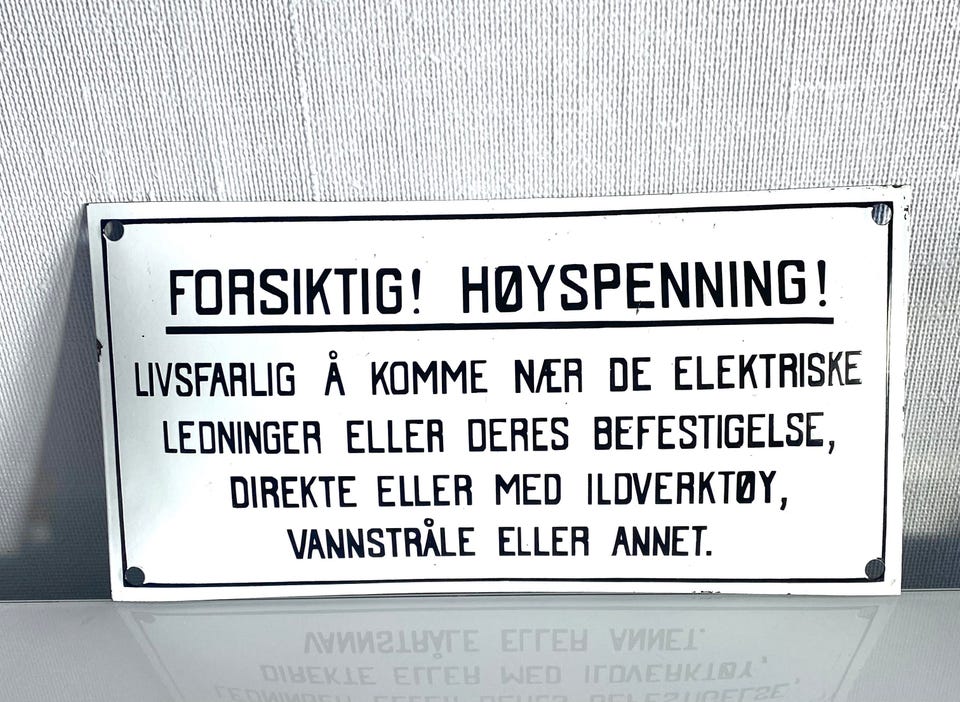 FORSIKTIG! HØYSPENNING!
LIVSFARLIG Å KOMME NÆR DE ELEKTRISKE
LEDNINGER ELLER DERES BEFESTIGELSE,
DIREKTE ELLER MED ILDVERKTØY,
VANNSTRÅLE ELLER ANNET.